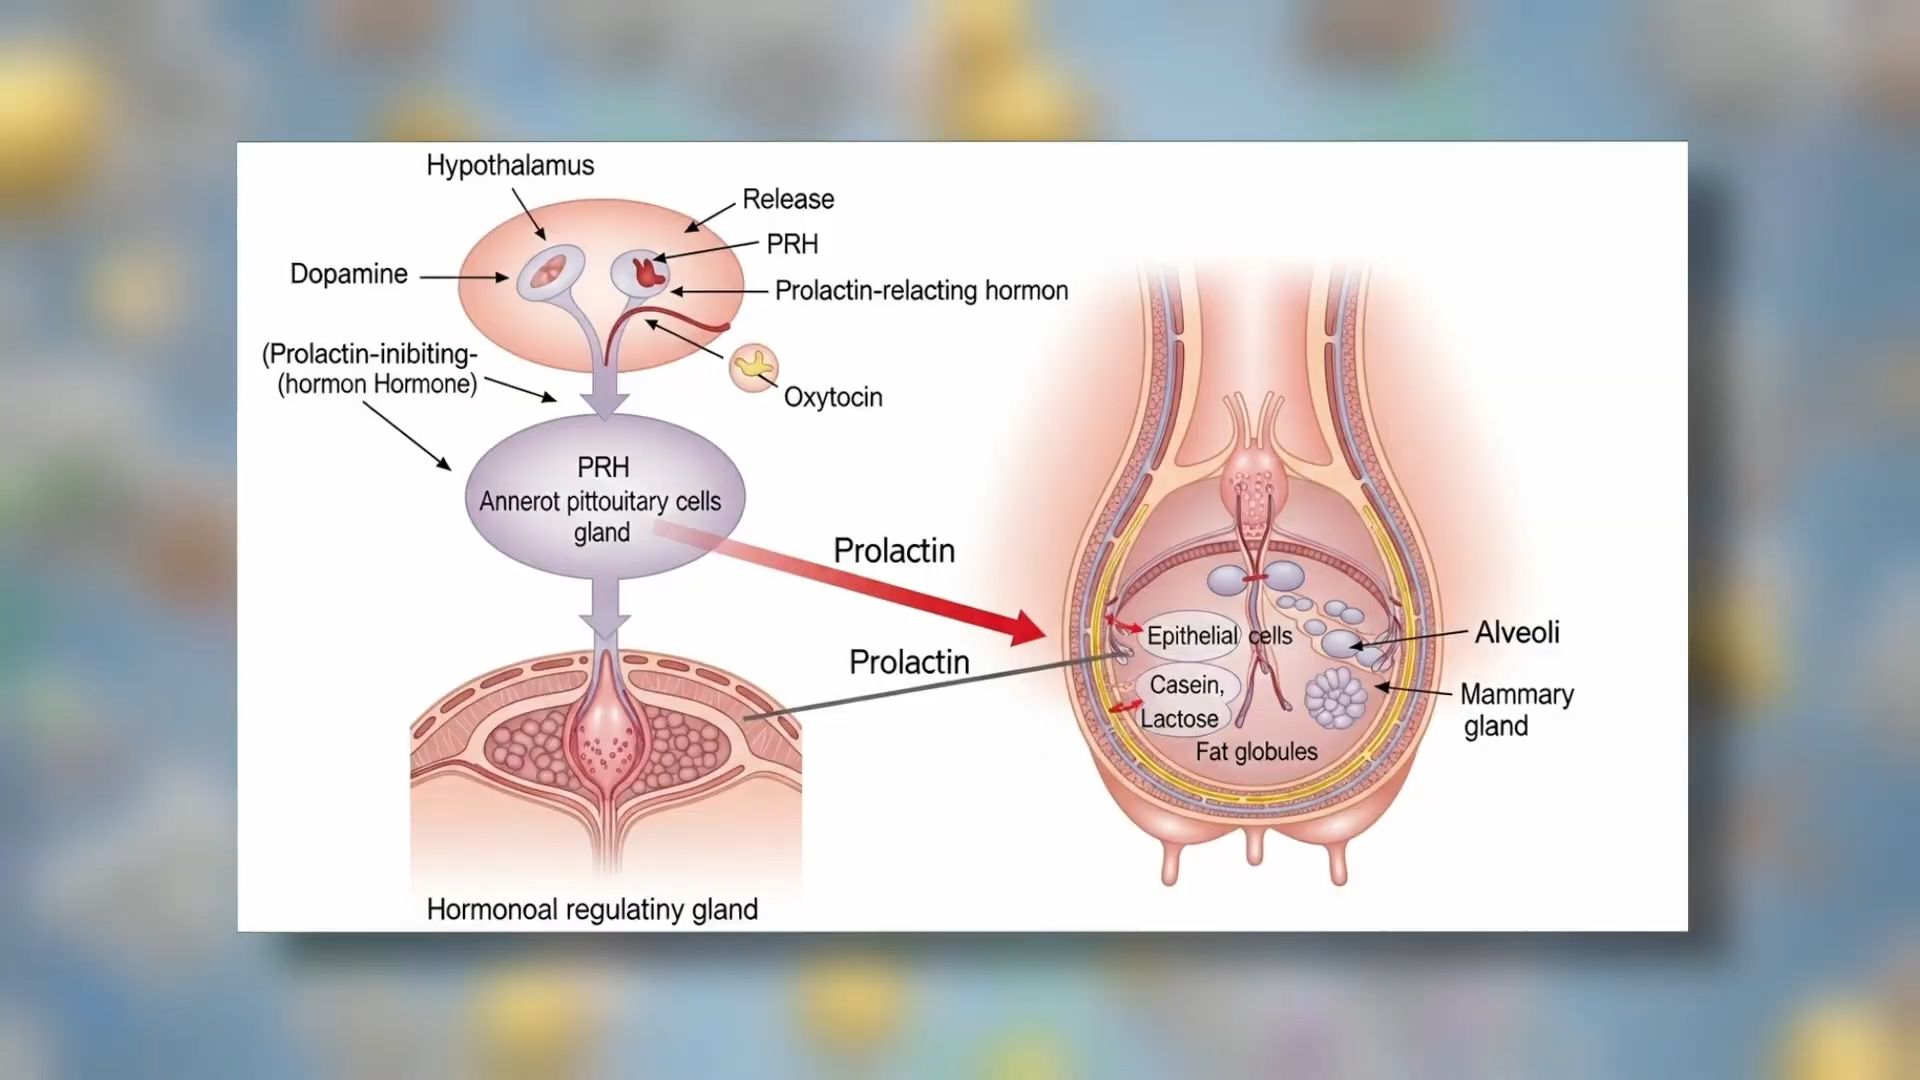 Hypothalamus
Release
PRH
Dopamine
Prolactin-relacting hormon
(Prolactin-inibiting-
(hormon Hormone)
Oxytocin
PRH
Annerot pittouitary cells
gland
Prolactin
Prolactin
Epithelial cells
Casein,
Lactose
Fat globules
Alveoli
Mammary
gland
Hormonoal regulatiny gland